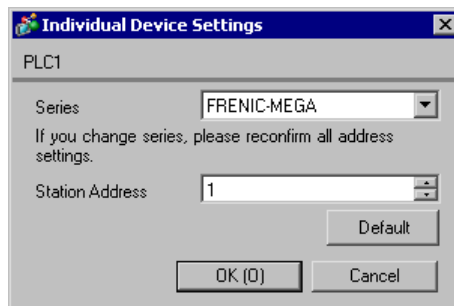 Individual Device Settings
PLC1
Series FRENIC-MEGA
If you change series, please reconfirm all address
settings.
Station Address 1
Default
OK (O) Cancel